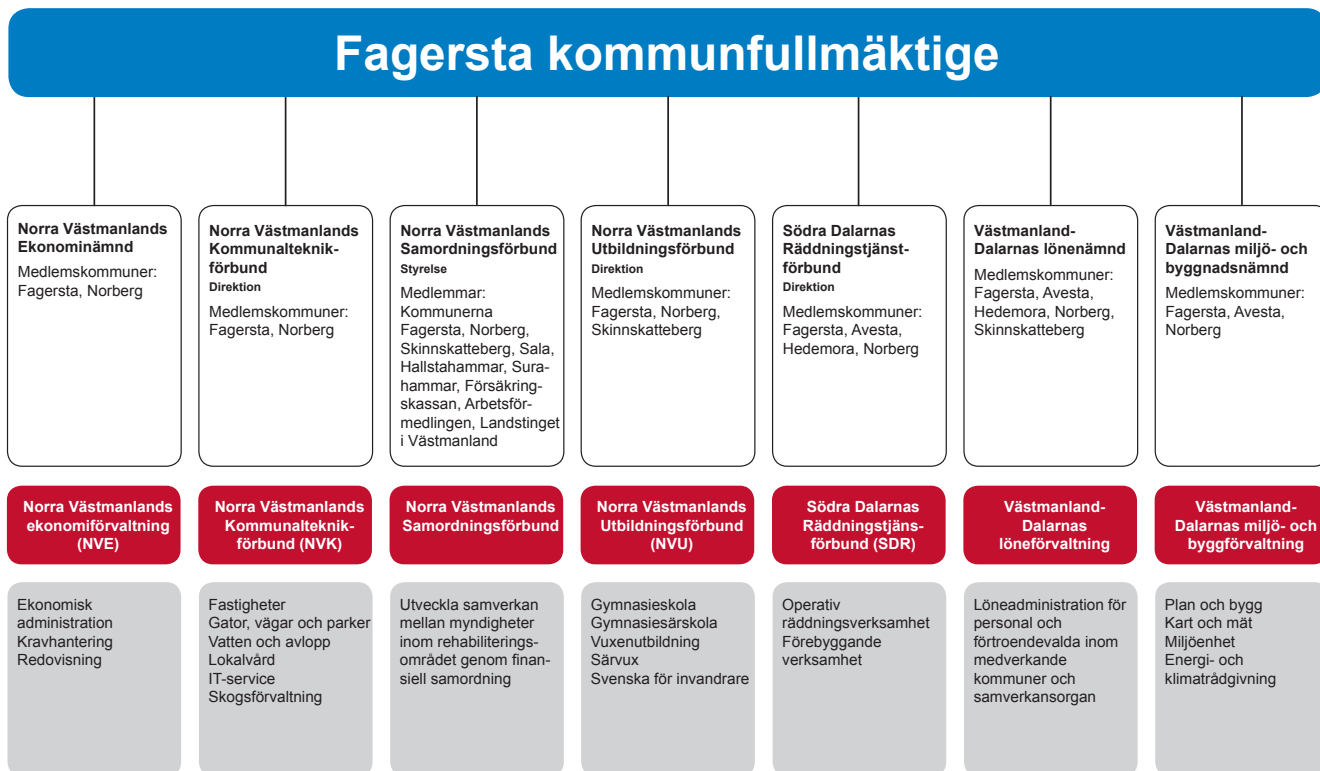 Fagersta kommunfullmäktige
Norra Västmanlands
Ekonominämnd
Medlemskommuner:
Fagersta, Norberg
Norra Västmanlands
Kommunalteknik-
förbund
Direktion
Medlemskommuner:
Fagersta, Norberg
Norra Västmanlands
Samordningsförbund
Styrelse
Medlemmar:
Kommunerna
Fagersta, Norberg,
Skinnskatteberg, Sala,
Hallstahammar, Sura-
hammar, Försäkring-
skassan, Arbetsför-
medlingen, Landstinget
i Västmanland
Norra Västmanlands
Utbildningsförbund
Direktion
Medlemskommuner:
Fagersta, Norberg,
Skinnskatteberg
Södra Dalarnas
Räddningstjänst-
förbund
Direktion
Medlemskommuner:
Fagersta, Avesta,
Hedemora, Norberg
Västmanland-
Dalarnas lönenämnd
Medlemskommuner:
Fagersta, Avesta,
Hedemora, Norberg,
Skinnskatteberg
Västmanland-
Dalarnas miljö- och
byggnadsnämnd
Medlemskommuner:
Fagersta, Avesta,
Norberg
Norra Västmanlands
ekonomiförvaltning
(NVE)
Norra Västmanlands
Kommunalteknik-
förbund (NVK)
Norra Västmanlands
Samordningsförbund
Norra Västmanlands
Utbildningsförbund
(NVU)
Södra Dalarnas
Räddningstjäns-
förbund (SDR)
Västmanland-
Dalarnas
löneförvaltning
Västmanland-
Dalarnas miljö- och
byggförvaltning
Ekonomisk
administration
Kravhantering
Redovisning
Fastigheter
Gator, vägar och parker
Vatten och avlopp
Lokalvård
IT-service
Skogsförvaltning
Utveckla samverkan
mellan myndigheter
inom rehabiliterings-
området genom finan-
siell samordning
Gymnasieskola
Gymnasiesärskola
Vuxenutbildning
Särvux
Svenska för invandrare
Operativ
räddningsverksamhet
Förebyggande
verksamhet
Löneadministration för
personal och
förtroendevalda inom
medverkande
kommuner och
samverkansorgan
Plan och bygg
Kart och mät
Miljöenhet
Energi- och
klimatrådgivning